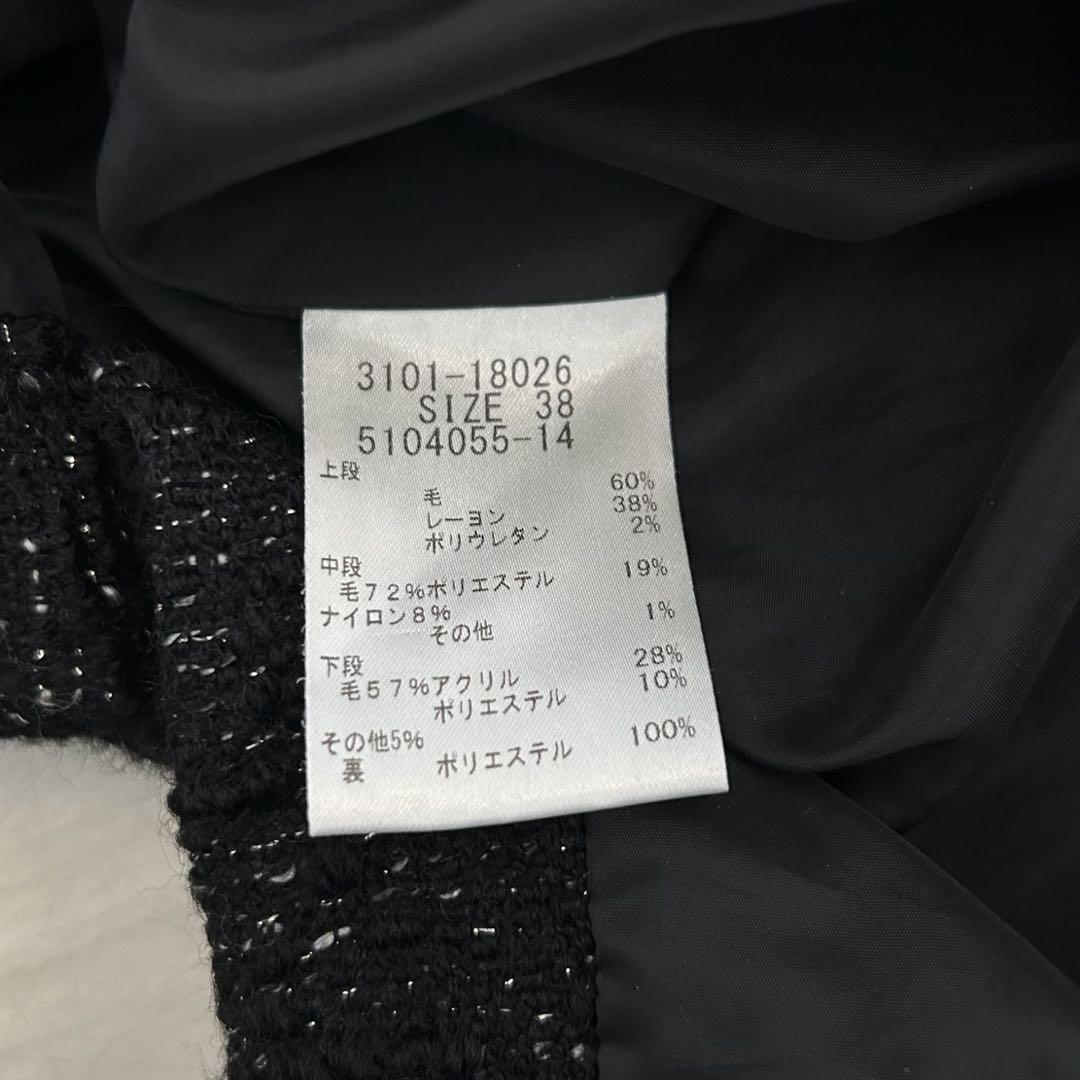 3101-18026
SIZE 38
5104055-14
上段
毛 60%
レーヨン 38%
ポリウレタン 2%
中段
毛72%ポリエステル 19%
ナイロン8%
その他 1%
下段
毛57%アクリル 28%
ポリエステル 10%
その他5%
裏 ポリエステル 100%